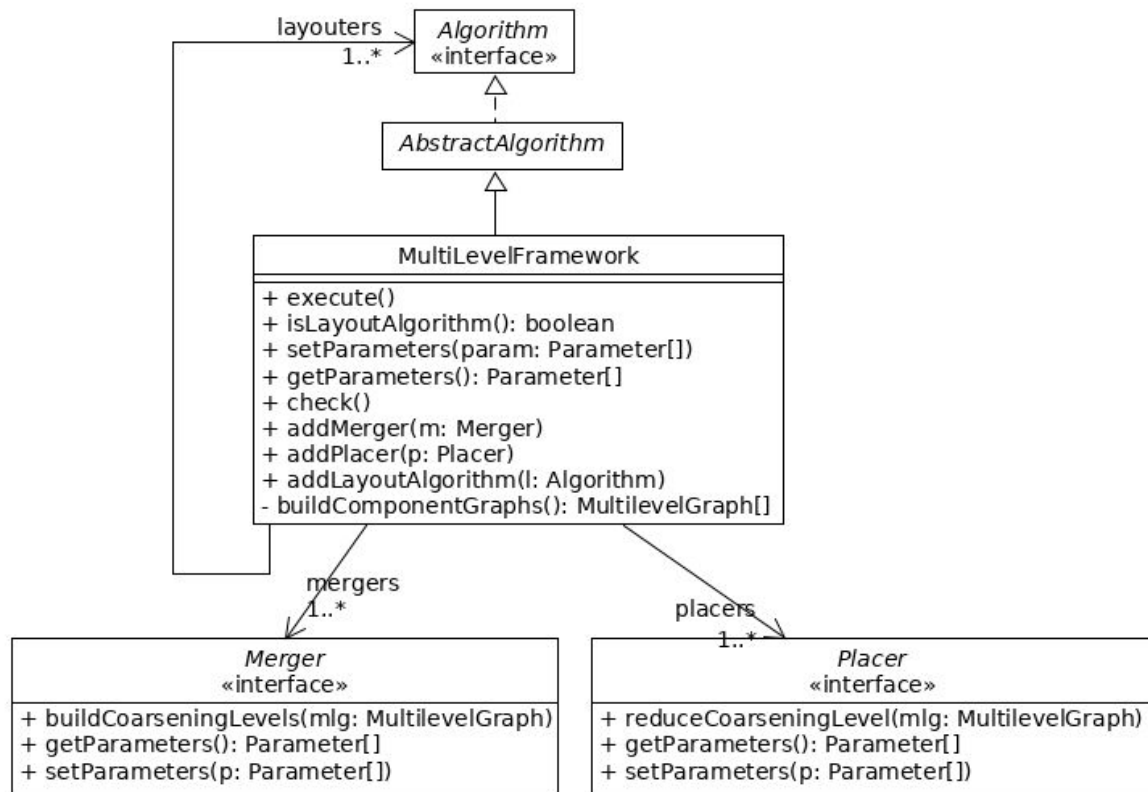 layouters
1..*
Algorithm
«interface»
AbstractAlgorithm
MultiLevelFramework
+ execute()
+ isLayoutAlgorithm(): boolean
+ setParameters(param: Parameter[])
+ getParameters(): Parameter[]
+ check()
+ addMerger(m: Merger)
+ addPlacer(p: Placer)
+ addLayoutAlgorithm(l: Algorithm)
- buildComponentGraphs(): MultilevelGraph[]
mergers
1..*
placers
1..*
Merger
«interface»
+ buildCoarseningLevels(mlg: MultilevelGraph)
+ getParameters(): Parameter[]
+ setParameters(p: Parameter[])
Placer
«interface»
+ reduceCoarseningLevel(mlg: MultilevelGraph)
+ getParameters(): Parameter[]
+ setParameters(p: Parameter[])